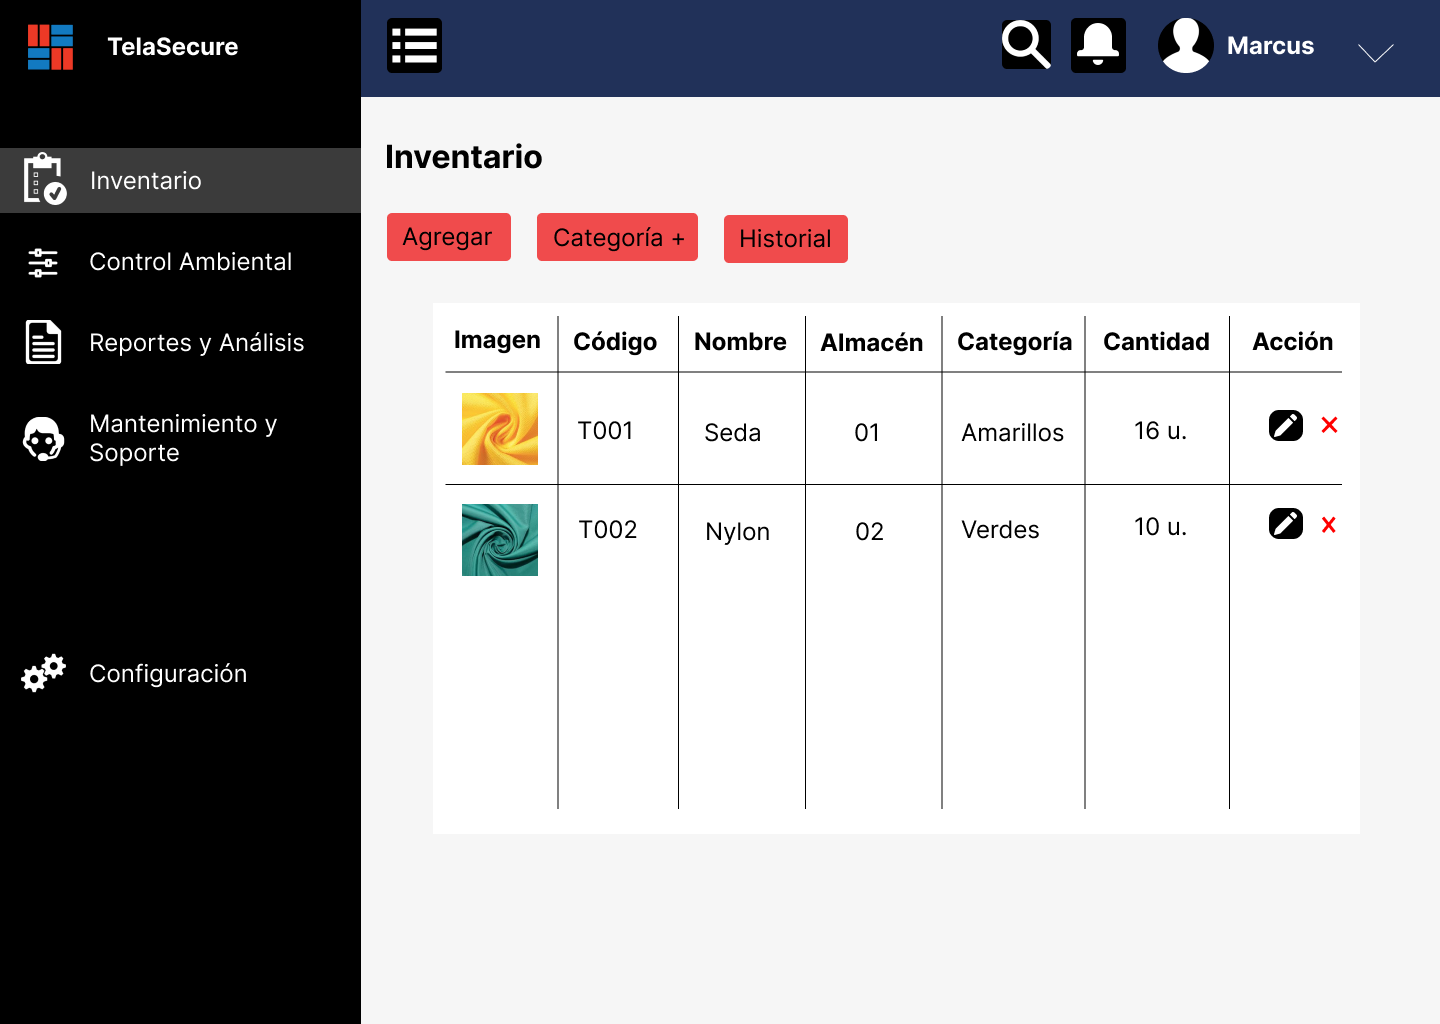 TelaSecure
Marcus
Inventario
Control Ambiental
Reportes y Análisis
Mantenimiento y
Soporte
Configuración
Inventario
Agregar
Categoría +
Historial
Imagen Código Nombre Almacén Categoría Cantidad Acción
T001 Seda 01 Amarillos 16 u.
T002 Nylon 02 Verdes 10 u.